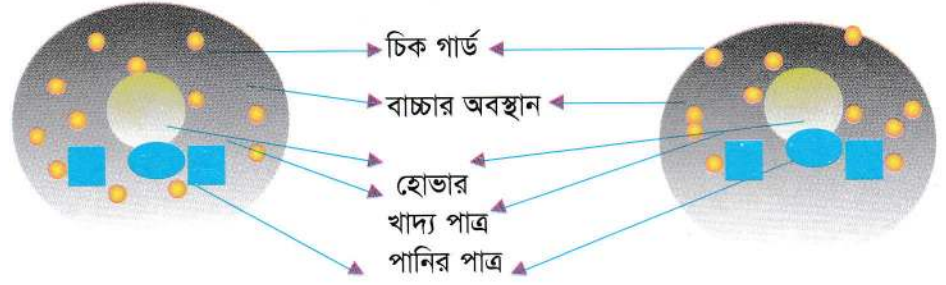 চিক গার্ড
বাচ্চার অবস্থান
হোভার
খাদ্য পাত্র
পানির পাত্র